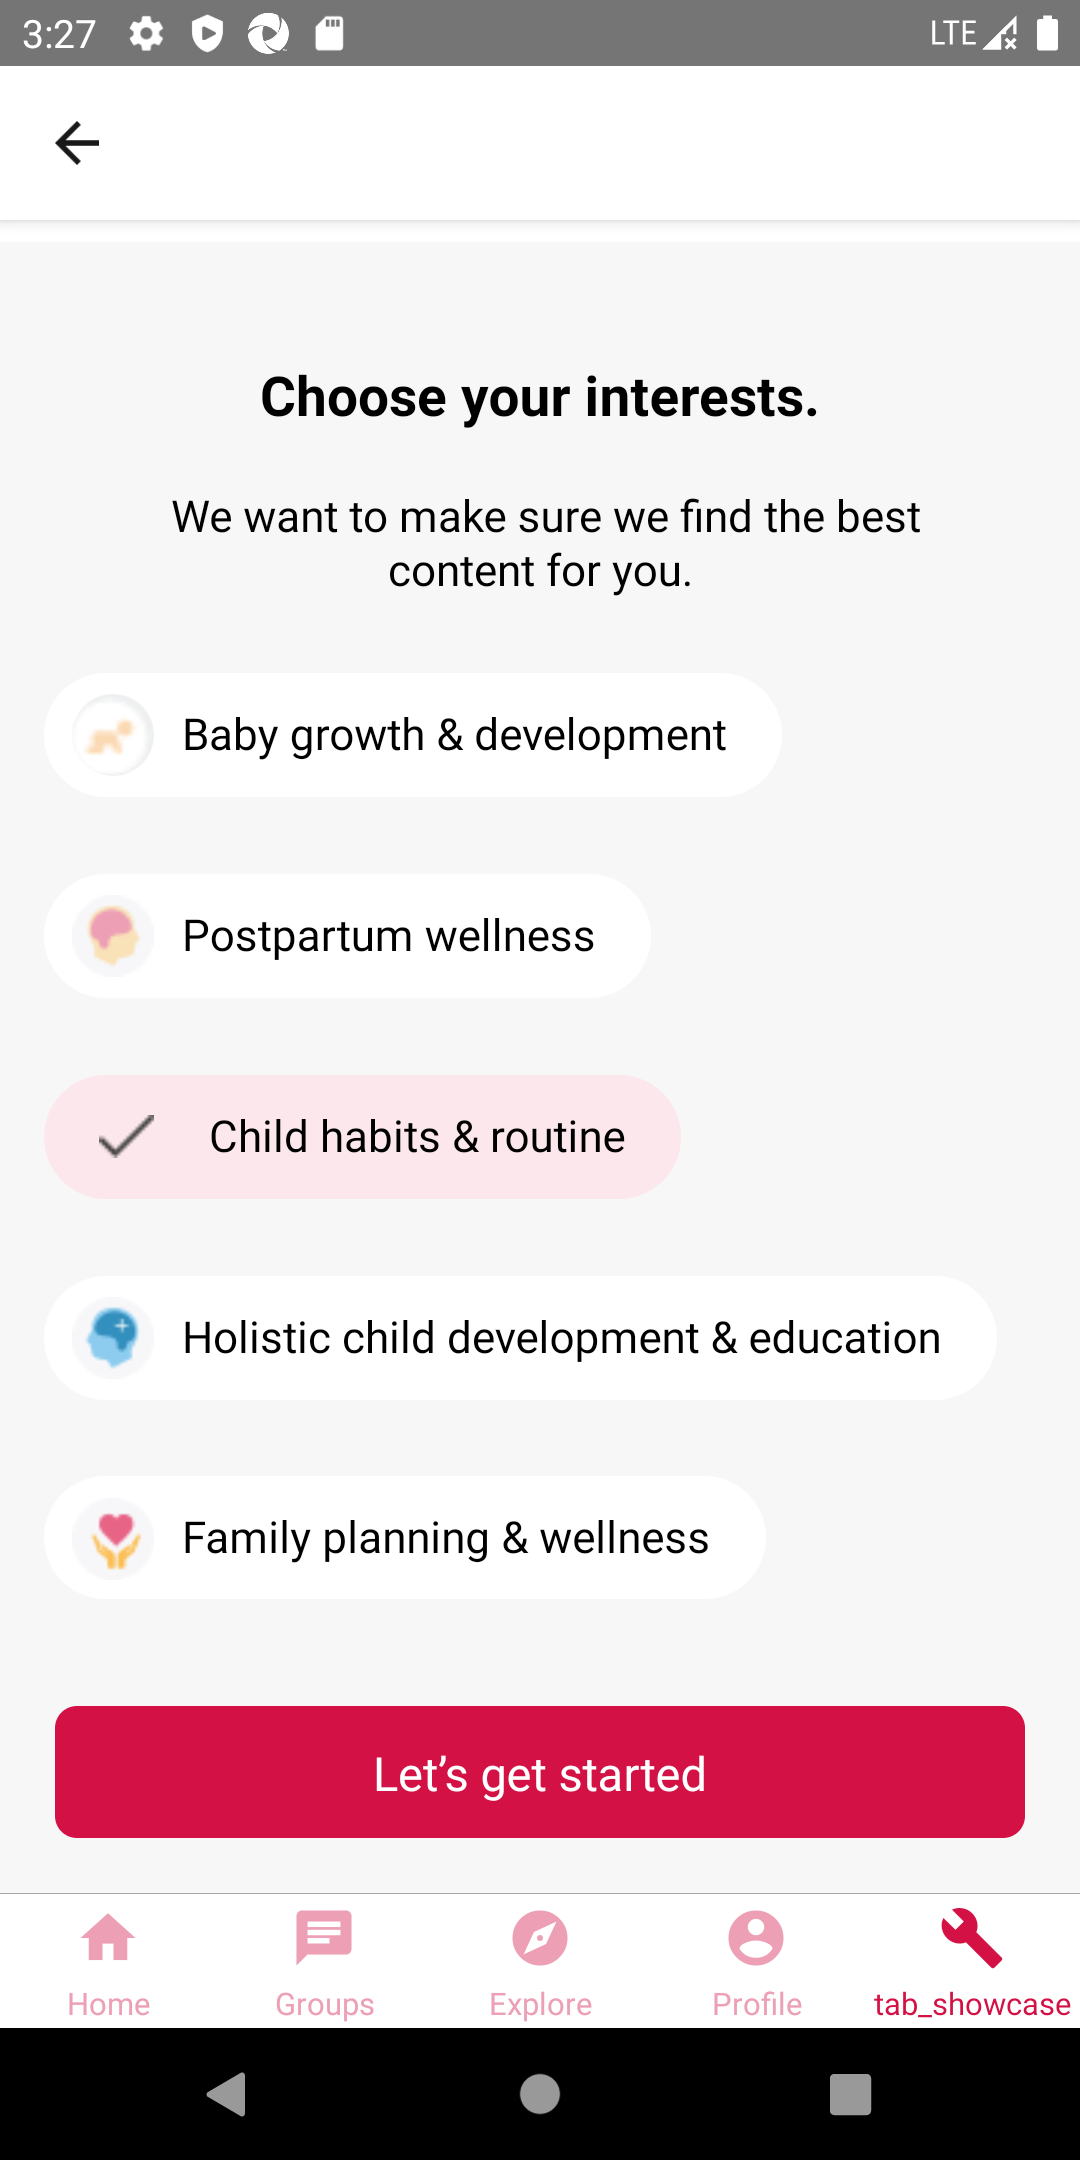 3:27
LTE
Choose your interests.
We want to make sure we find the best
content for you.
Baby growth & development
Postpartum wellness
Child habits & routine
Holistic child development & education
Family planning & wellness
Let’s get started
Home
Groups
Explore
Profile
tab_showcase